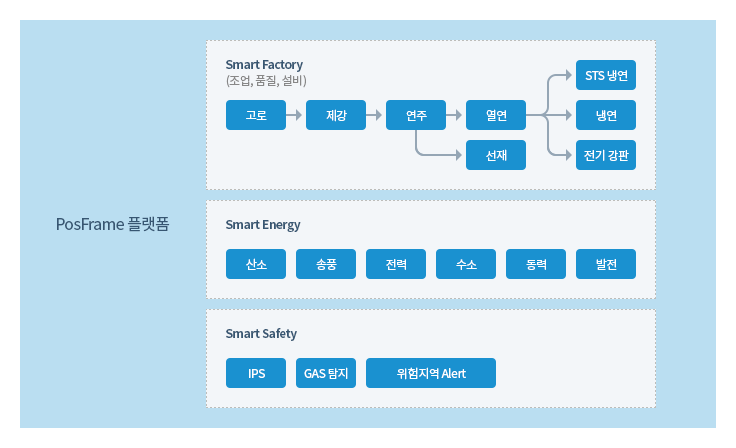 PosFrame 플랫폼
Smart Factory
(조업, 품질, 설비)
고로
제강
연주
열연
선재
STS 냉연
냉연
전기 강판
Smart Energy
산소
송풍
전력
수소
동력
발전
Smart Safety
IPS
GAS 탐지
위험지역 Alert